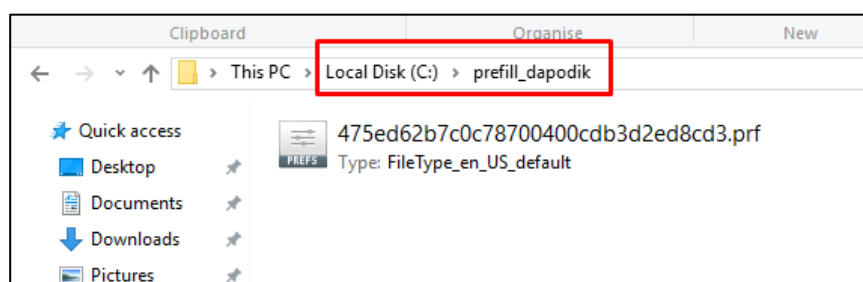 Clipboard Organise New
This PC > Local Disk (C:) > prefill_dapodik
Quick access
475ed62b7c0c78700400cdb3d2ed8cd3.prf
PREFS
Type: FileType_en_US_default
Desktop
Documents
Downloads
Pictures